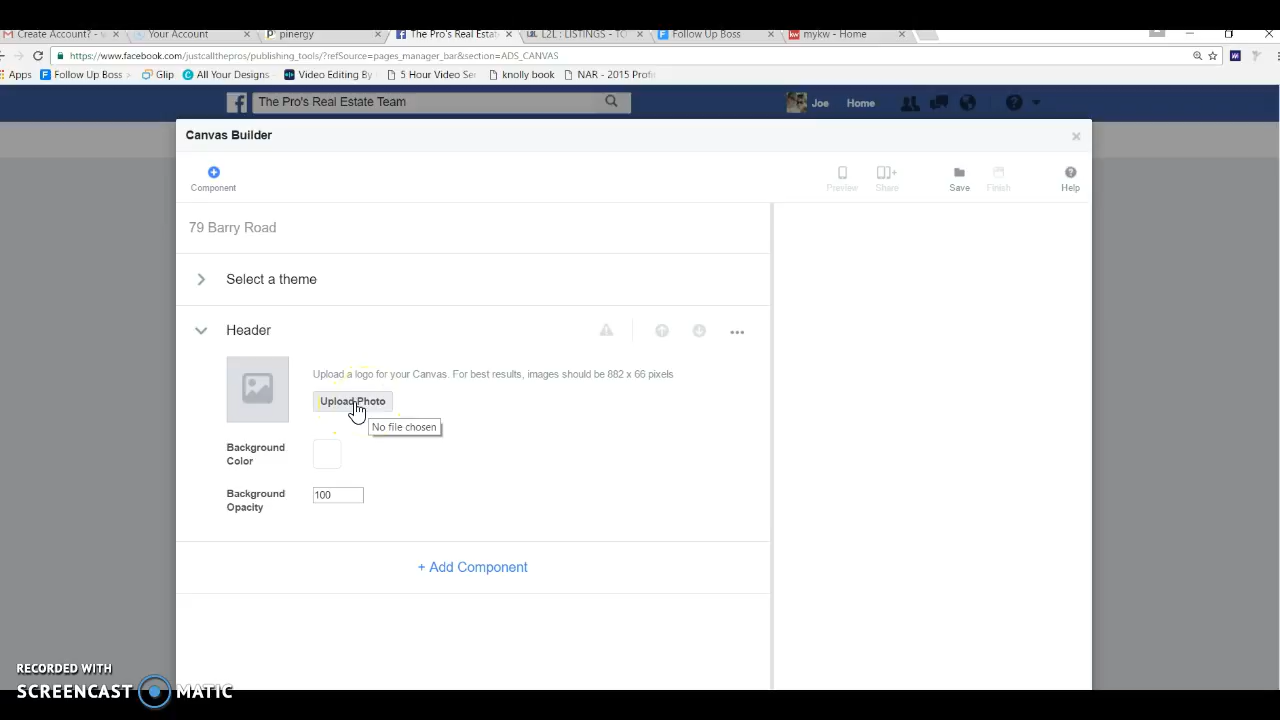 Create Account? - w
Your Account
pinergy
The Pro's Real Estat
L2L : LISTINGS - TO
Follow Up Boss
mykw - Home
https://www.facebook.com/justcallthepros/publishing_tools/?refSource=pages_manager_bar&section=ADS_CANVAS
Apps
Follow Up Boss
Glip
All Your Designs
Video Editing By
5 Hour Video Se
knolly book
NAR - 2015 Profi
The Pro's Real Estate Team
Joe
Home
Canvas Builder
Component
Preview
Share
Save
Finish
Help
79 Barry Road
Select a theme
Header
Upload a logo for your Canvas. For best results, images should be 882 x 66 pixels
Upload Photo
No file chosen
Background
Color
Background
Opacity
100
+ Add Component
RECORDED WITH
SCREENCAST MATIC